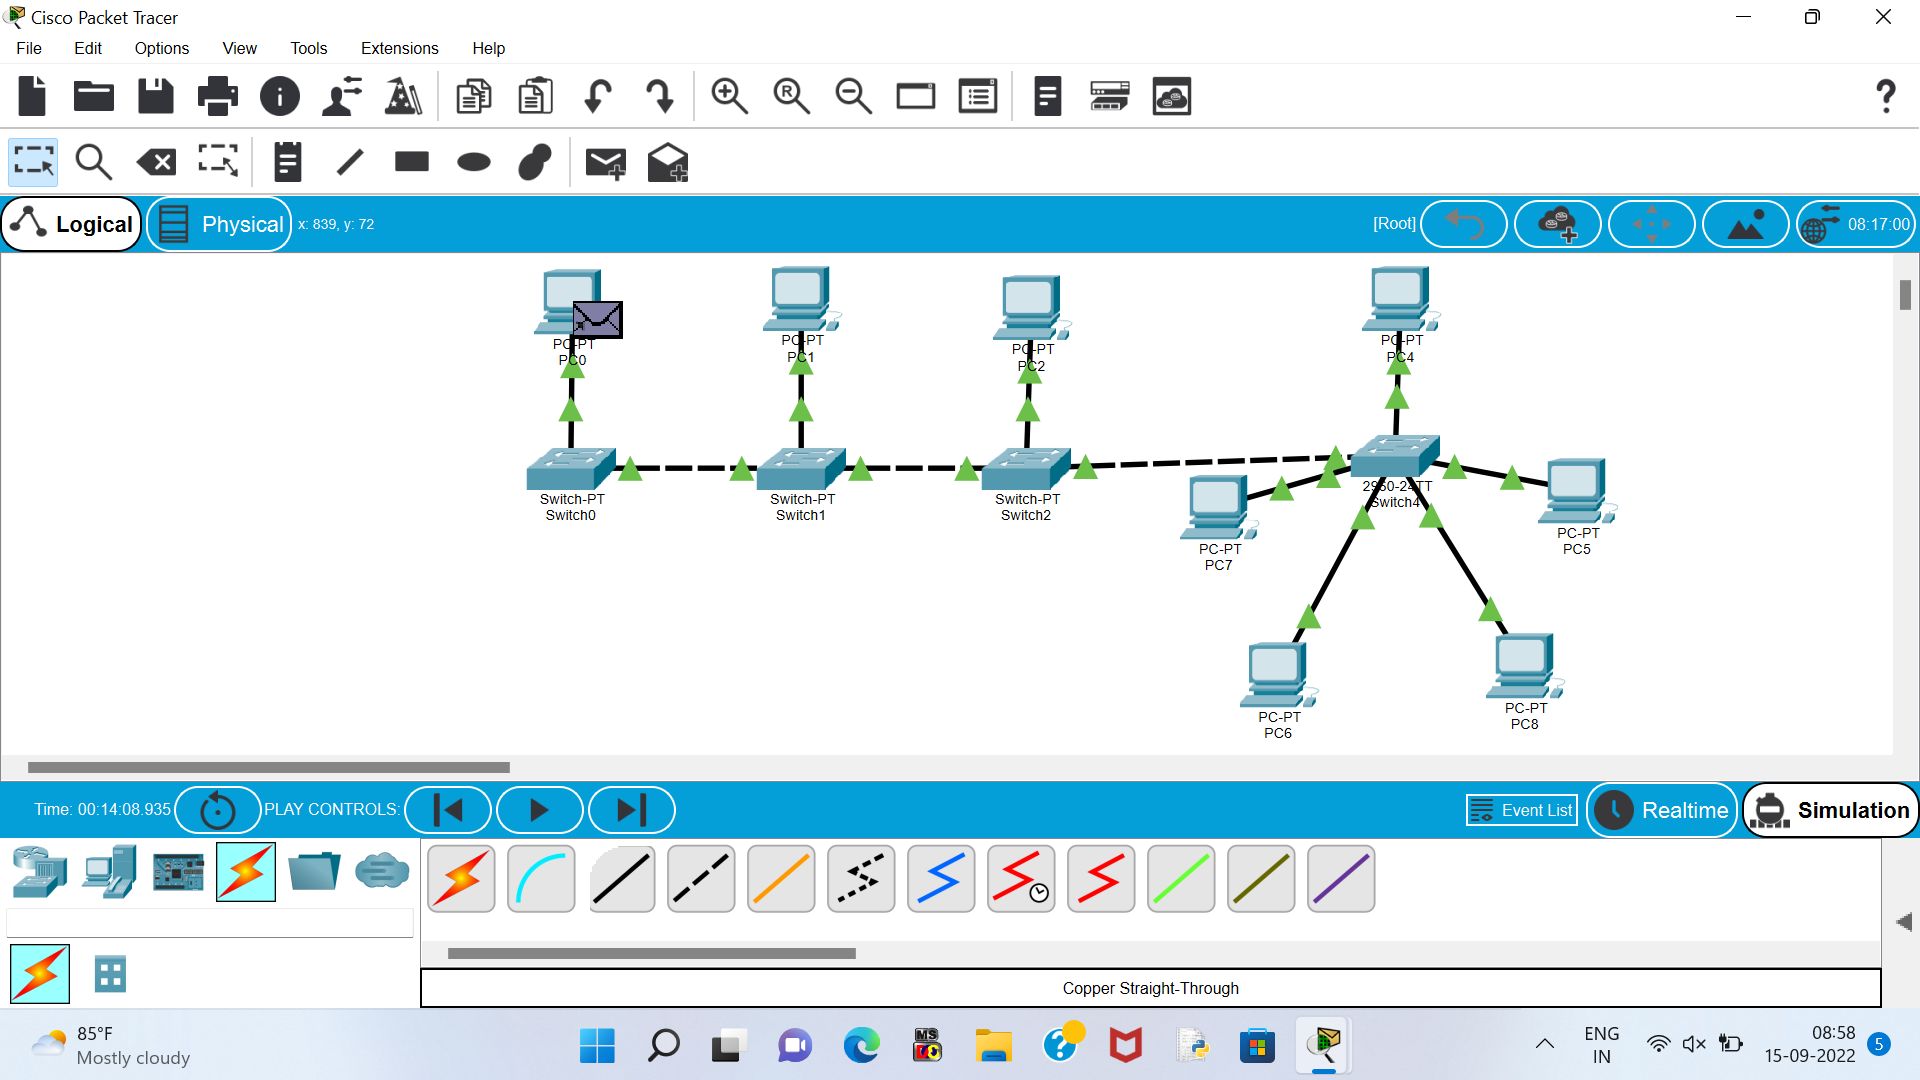 Cisco Packet Tracer
File Edit Options View Tools Extensions Help
R
Logical Physical x: 839, y: 72 [Root] 08:17:00
PC-PT
PC0
PC-PT
PC1
PC-PT
PC2
PC-PT
PC4
Switch-PT
Switch0
Switch-PT
Switch1
Switch-PT
Switch2
2950-24TT
Switch4
PC-PT
PC7
PC-PT
PC5
PC-PT
PC6
PC-PT
PC8
Time: 00:14:08.935 PLAY CONTROLS: Event List Realtime Simulation
Copper Straight-Through
85°F
Mostly cloudy
MS
ENG
IN
08:58
15-09-2022
5